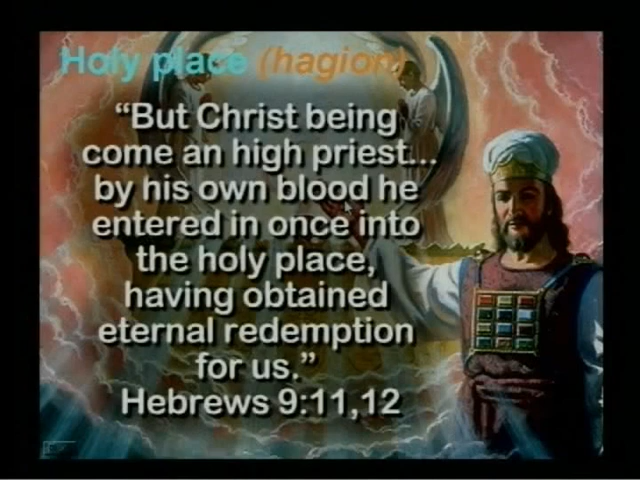 Holy place (hagion)
“But Christ being
come an high priest...
by his own blood he
entered in once into
the holy place,
having obtained
eternal redemption
for us.”
Hebrews 9:11,12